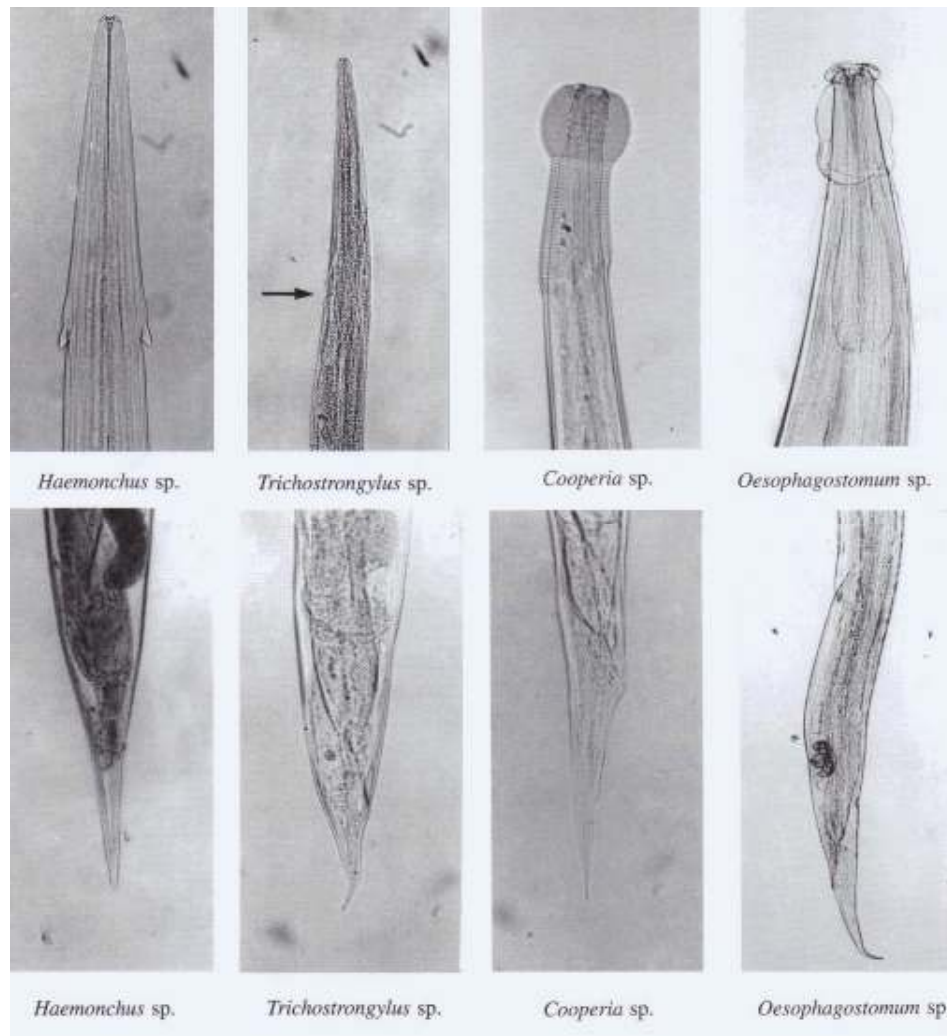 Haemonchus sp.
Trichostrongylus sp.
Cooperia sp.
Oesophagostomum sp.
Haemonchus sp.
Trichostrongylus sp.
Cooperia sp.
Oesophagostomum sp